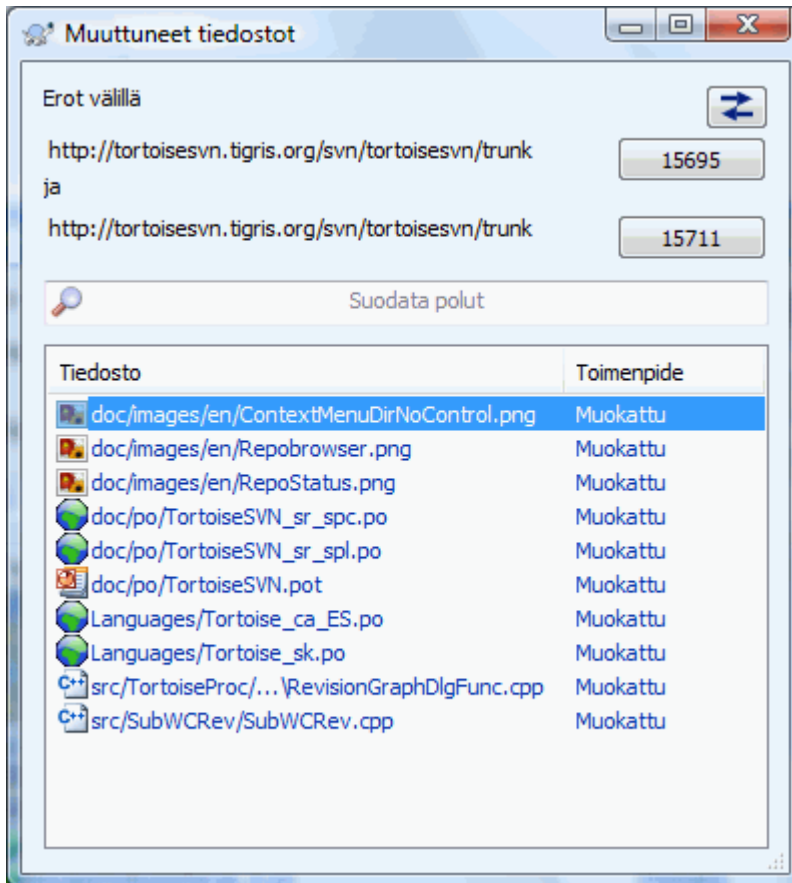 Muuttuneet tiedostot
Erot välillä
http://tortoisesvn.tigris.org/svn/tortoisesvn/trunk 15695
ja
http://tortoisesvn.tigris.org/svn/tortoisesvn/trunk 15711
Suodata polut
Tiedosto Toimenpide
doc/images/en/ContextMenuDirNoControl.png Muokattu
doc/images/en/Repobrowser.png Muokattu
doc/images/en/RepoStatus.png Muokattu
doc/po/TortoiseSVN_sr_spc.po Muokattu
doc/po/TortoiseSVN_sr_spl.po Muokattu
doc/po/TortoiseSVN.pot Muokattu
Languages/Tortoise_ca_ES.po Muokattu
Languages/Tortoise_sk.po Muokattu
C++ src/TortoiseProc/...\RevisionGraphDlgFunc.cpp Muokattu
C++ src/SubWCRev/SubWCRev.cpp Muokattu